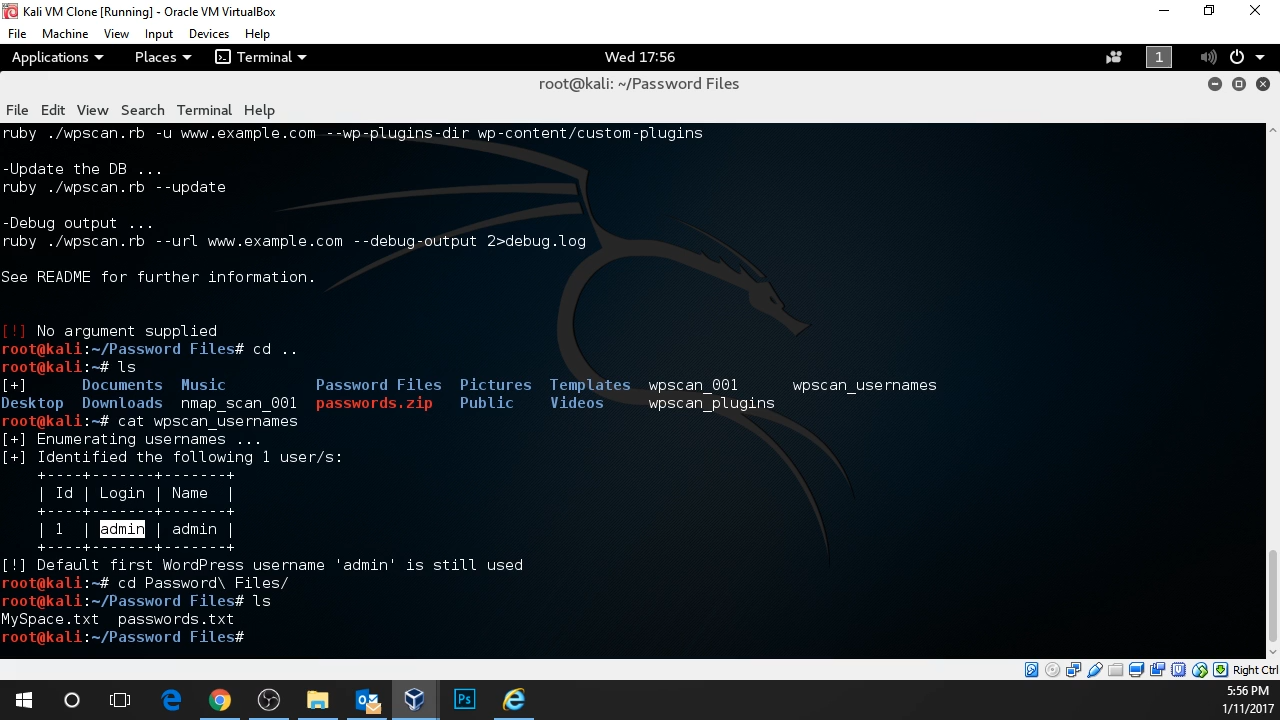 Kali VM Clone [Running] - Oracle VM VirtualBox
File Machine View Input Devices Help
Applications Places Terminal Wed 17:56 1
root@kali: ~/Password Files
File Edit View Search Terminal Help
ruby ./wpscan.rb -u www.example.com --wp-plugins-dir wp-content/custom-plugins
-Update the DB ...
ruby ./wpscan.rb --update
-Debug output ...
ruby ./wpscan.rb --url www.example.com --debug-output 2>debug.log
See README for further information.
[!] No argument supplied
root@kali:~/Password Files# cd ..
root@kali:~# ls
[+] Documents Music Password Files Pictures Templates wpscan_001 wpscan_usernames
Desktop Downloads nmap_scan_001 passwords.zip Public Videos wpscan_plugins
root@kali:~# cat wpscan_usernames
[+] Enumerating usernames ...
[+] Identified the following 1 user/s:
+----+-------+-------+
| Id | Login | Name |
+----+-------+-------+
| 1 | admin | admin |
+----+-------+-------+
[!] Default first WordPress username 'admin' is still used
root@kali:~# cd Password\ Files/
root@kali:~/Password Files# ls
MySpace.txt passwords.txt
root@kali:~/Password Files#
Right Ctrl
Ps
5:56 PM
1/11/2017